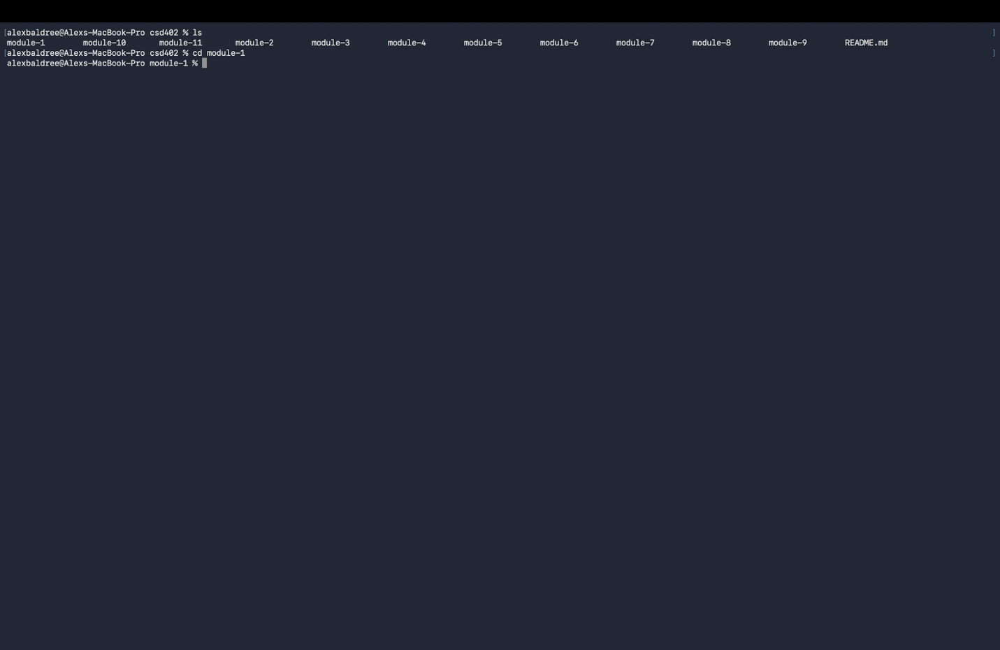 [alexbaldree@Alexs-MacBook-Pro csd402 % ls ]
module-1 module-10 module-11 module-2 module-3 module-4 module-5 module-6 module-7 module-8 module-9 README.md
[alexbaldree@Alexs-MacBook-Pro csd402 % cd module-1 ]
alexbaldree@Alexs-MacBook-Pro module-1 %